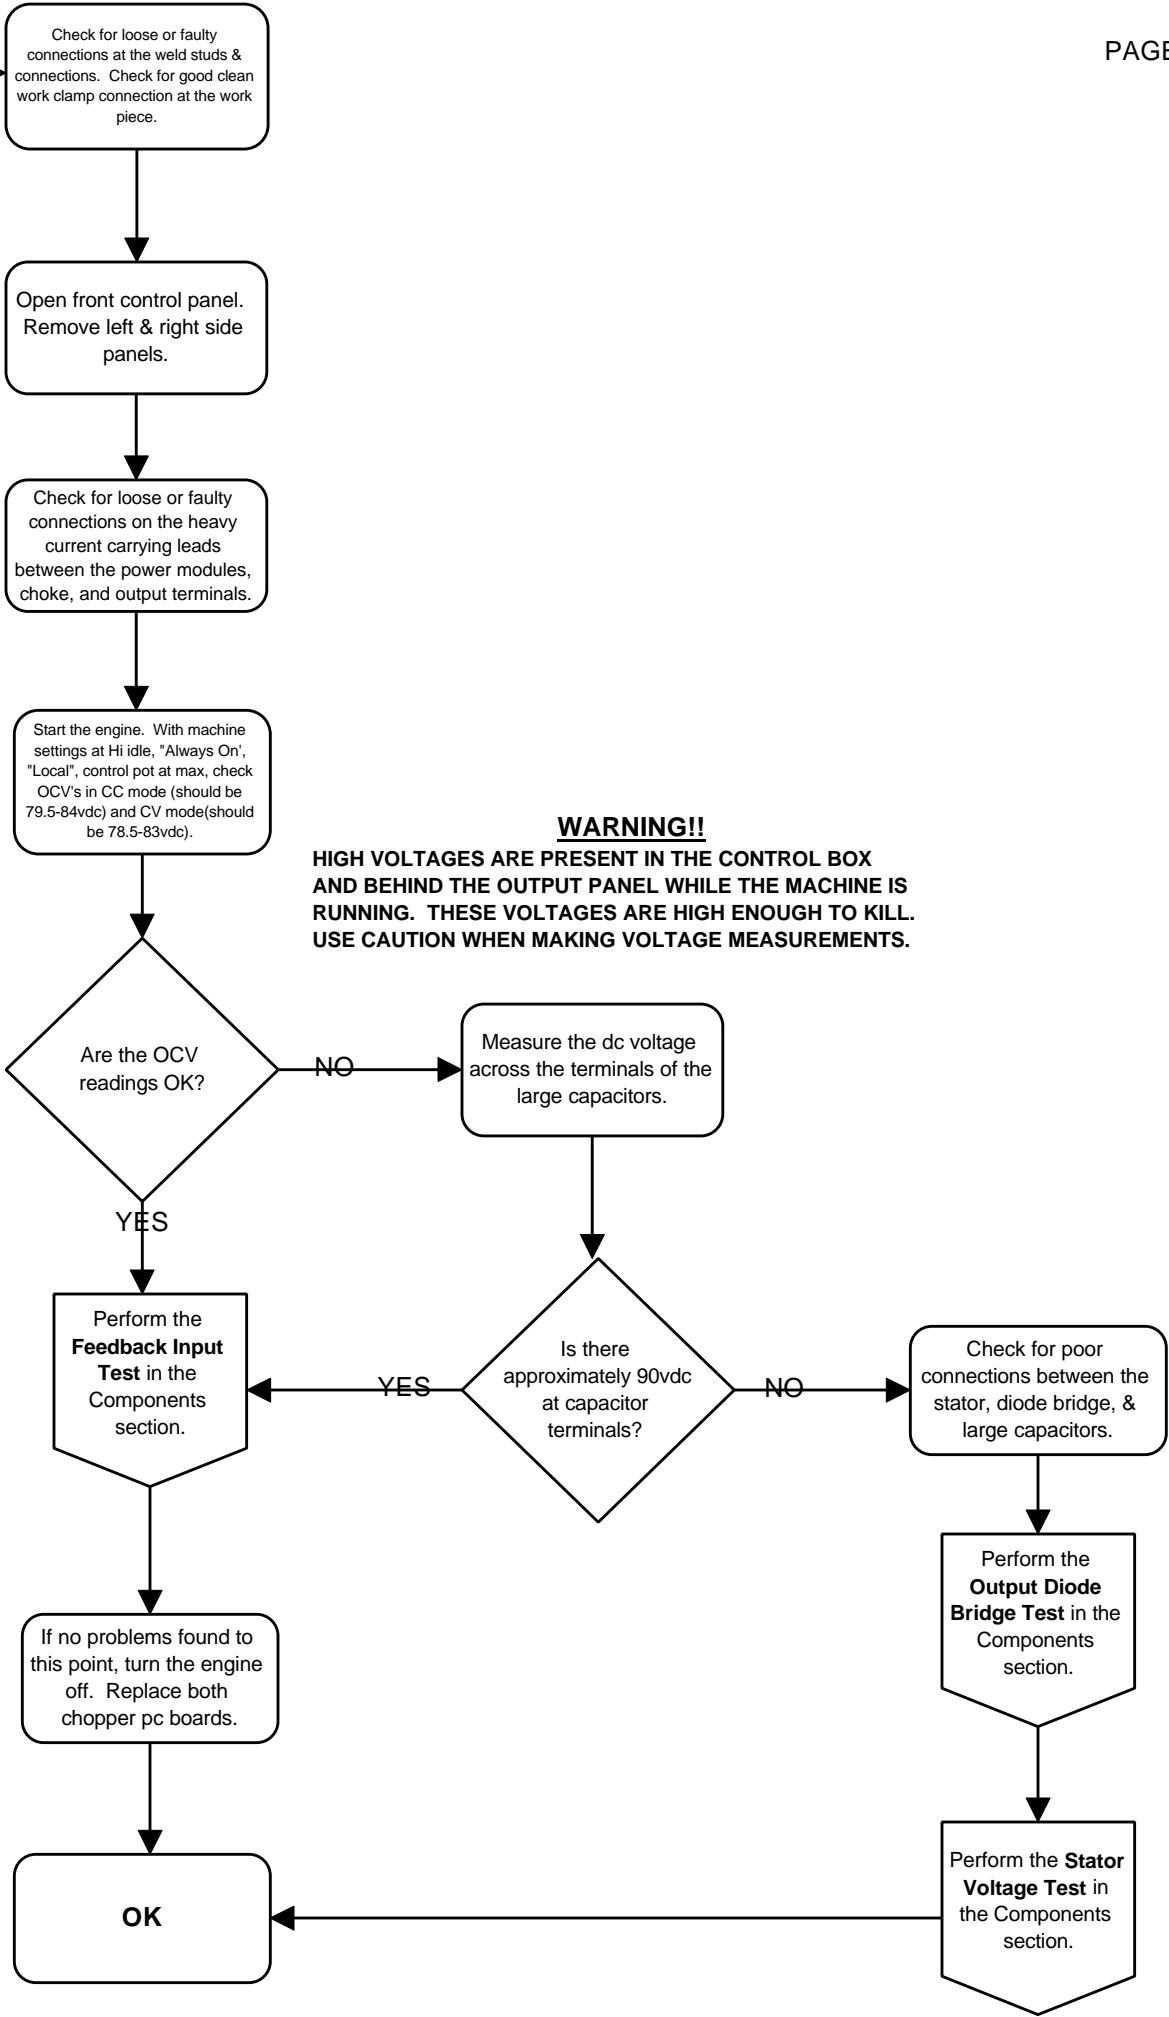 PAGE
Check for loose or faulty
connections at the weld studs &
connections.  Check for good clean
work clamp connection at the work
piece.
Open front control panel.
Remove left & right side
panels.
Check for loose or faulty
connections on the heavy
current carrying leads
between the power modules,
choke, and output terminals.
Start the engine.  With machine
settings at Hi idle, "Always On',
"Local", control pot at max, check
OCV's in CC mode (should be
79.5-84vdc) and CV mode(should
be 78.5-83vdc).
WARNING!!
HIGH VOLTAGES ARE PRESENT IN THE CONTROL BOX
AND BEHIND THE OUTPUT PANEL WHILE THE MACHINE IS
RUNNING.  THESE VOLTAGES ARE HIGH ENOUGH TO KILL.
USE CAUTION WHEN MAKING VOLTAGE MEASUREMENTS.
Are the OCV
readings OK?
NO
Measure the dc voltage
across the terminals of the
large capacitors.
YES
Perform the
Feedback Input
Test in the
Components
section.
YES
Is there
approximately 90vdc
at capacitor
terminals?
NO
Check for poor
connections between the
stator, diode bridge, &
large capacitors.
Perform the
Output Diode
Bridge Test in the
Components
section.
If no problems found to
this point, turn the engine
off.  Replace both
chopper pc boards.
Perform the Stator
Voltage Test in
the Components
section.
OK